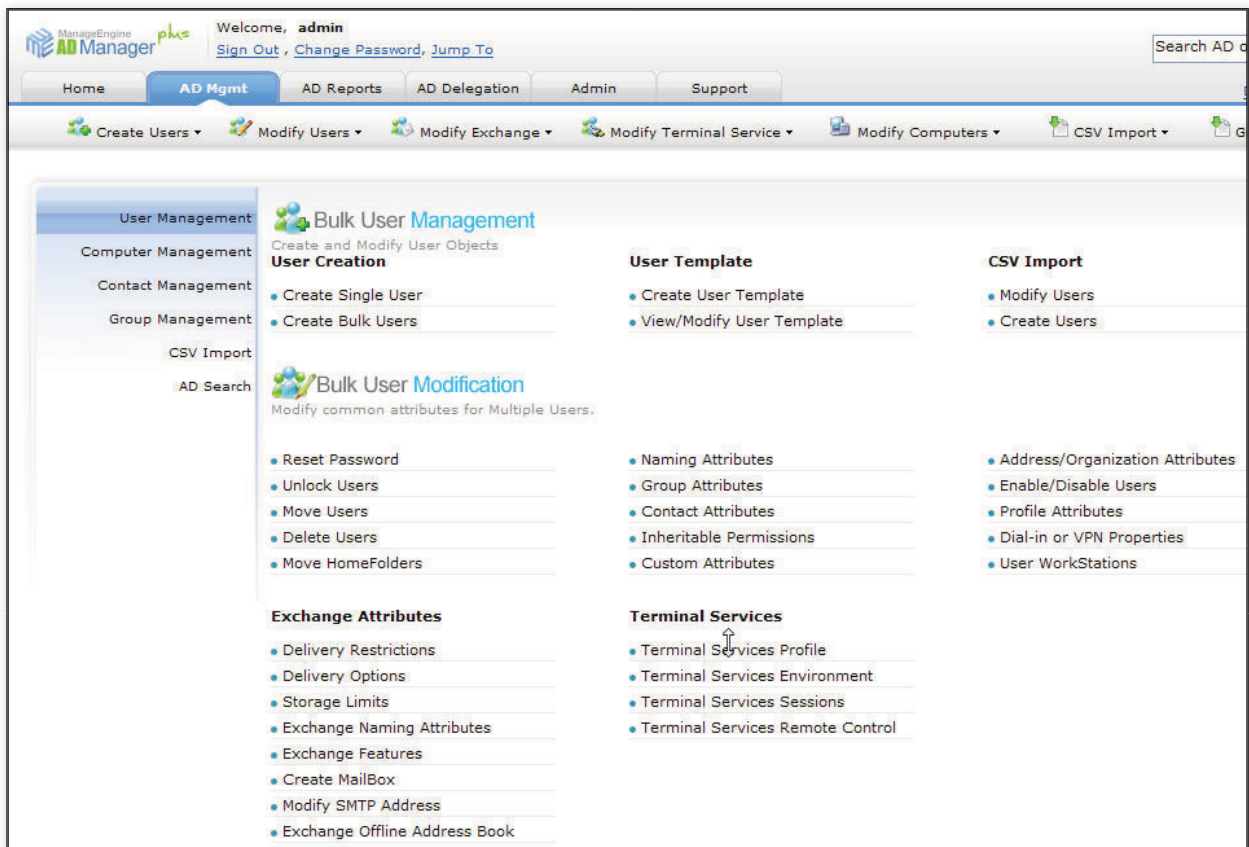 ManageEngine
ADManager plus
Welcome, admin
Sign Out , Change Password, Jump To
Search AD
Home AD Mgmt AD Reports AD Delegation Admin Support
Create Users Modify Users Modify Exchange Modify Terminal Service Modify Computers CSV Import G
User Management
Computer Management
Contact Management
Group Management
CSV Import
AD Search
Bulk User Management
Create and Modify User Objects
User Creation
Create Single User
Create Bulk Users
User Template
Create User Template
View/Modify User Template
CSV Import
Modify Users
Create Users
Bulk User Modification
Modify common attributes for Multiple Users.
Reset Password
Unlock Users
Move Users
Delete Users
Move HomeFolders
Naming Attributes
Group Attributes
Contact Attributes
Inheritable Permissions
Custom Attributes
Address/Organization Attributes
Enable/Disable Users
Profile Attributes
Dial-in or VPN Properties
User WorkStations
Exchange Attributes
Delivery Restrictions
Delivery Options
Storage Limits
Exchange Naming Attributes
Exchange Features
Create MailBox
Modify SMTP Address
Exchange Offline Address Book
Terminal Services
Terminal Services Profile
Terminal Services Environment
Terminal Services Sessions
Terminal Services Remote Control